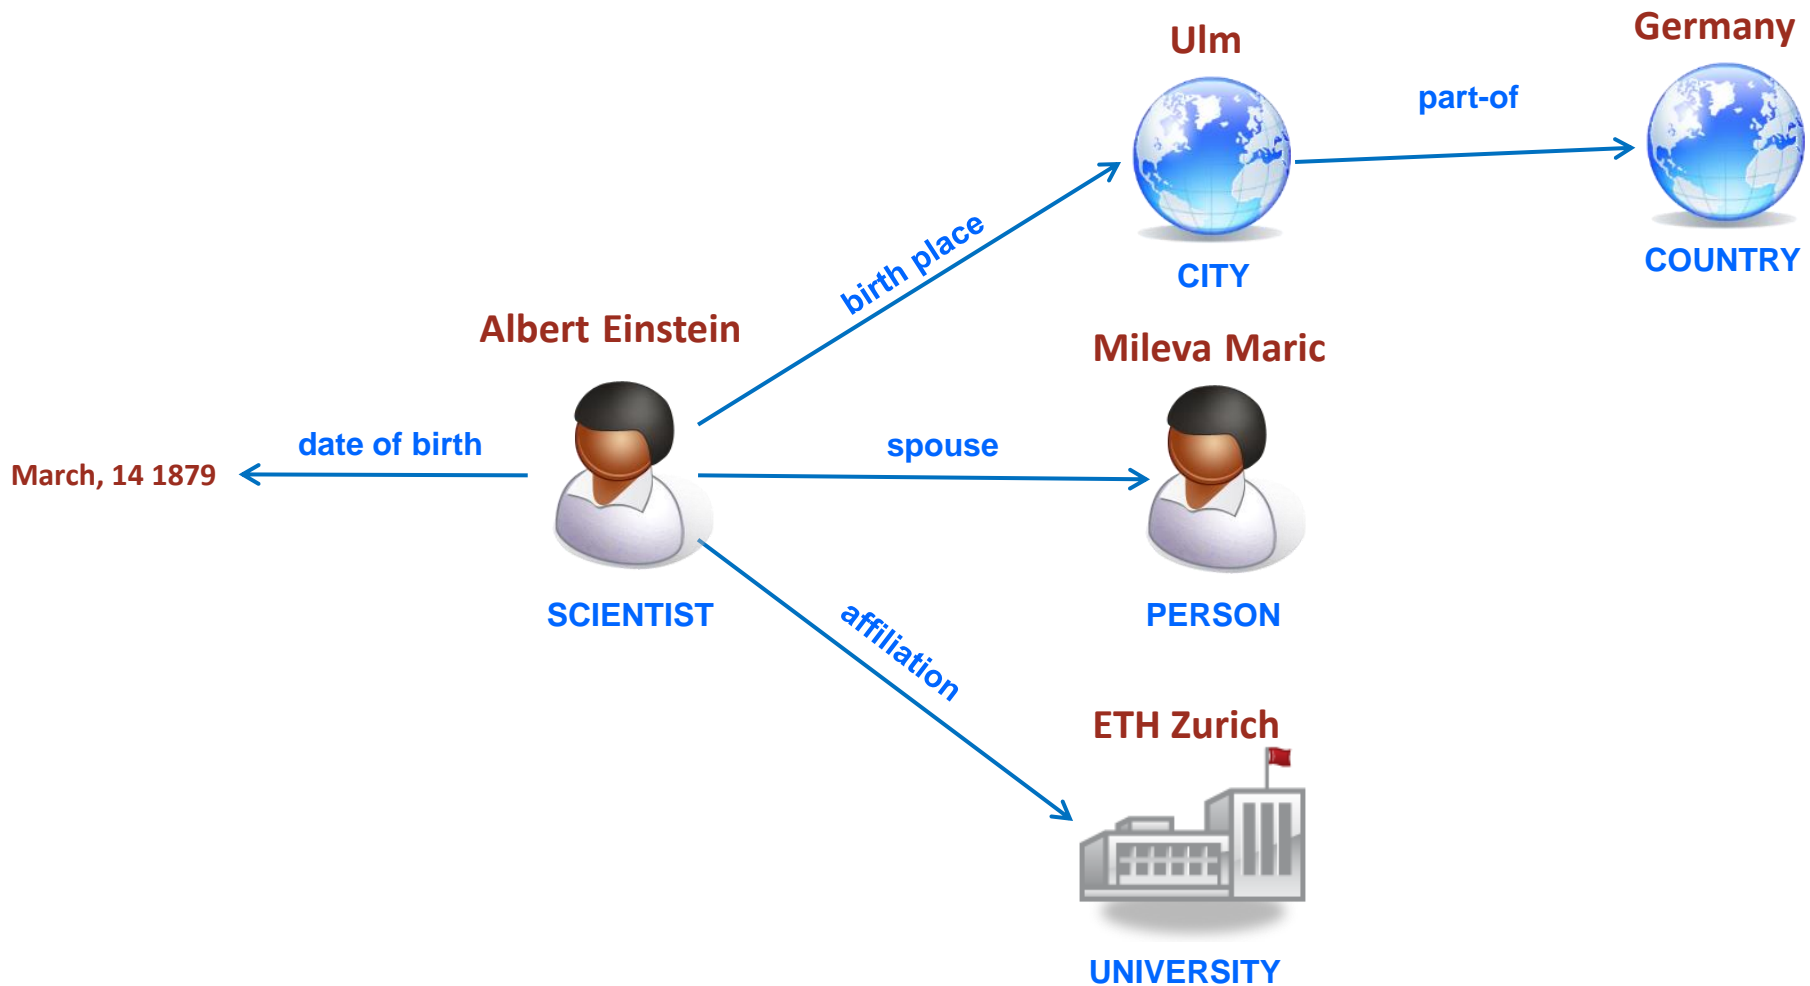 Ulm
Germany
part-of
birth place
CITY
COUNTRY
Albert Einstein
Mileva Maric
March, 14 1879
date of birth
spouse
SCIENTIST
PERSON
affiliation
ETH Zurich
UNIVERSITY